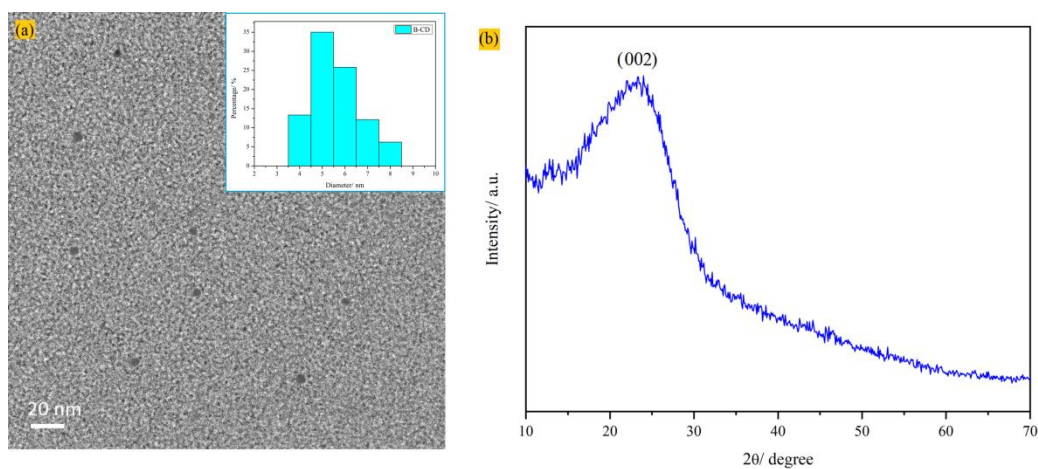 (a)
B-CD
Percentage/ %
35
30
25
20
15
10
5
0
2 3 4 5 6 7 8 9 10
Diameter/ nm
20 nm
(b)
(002)
Intensity/ a.u.
10 20 30 40 50 60 70
2θ/ degree